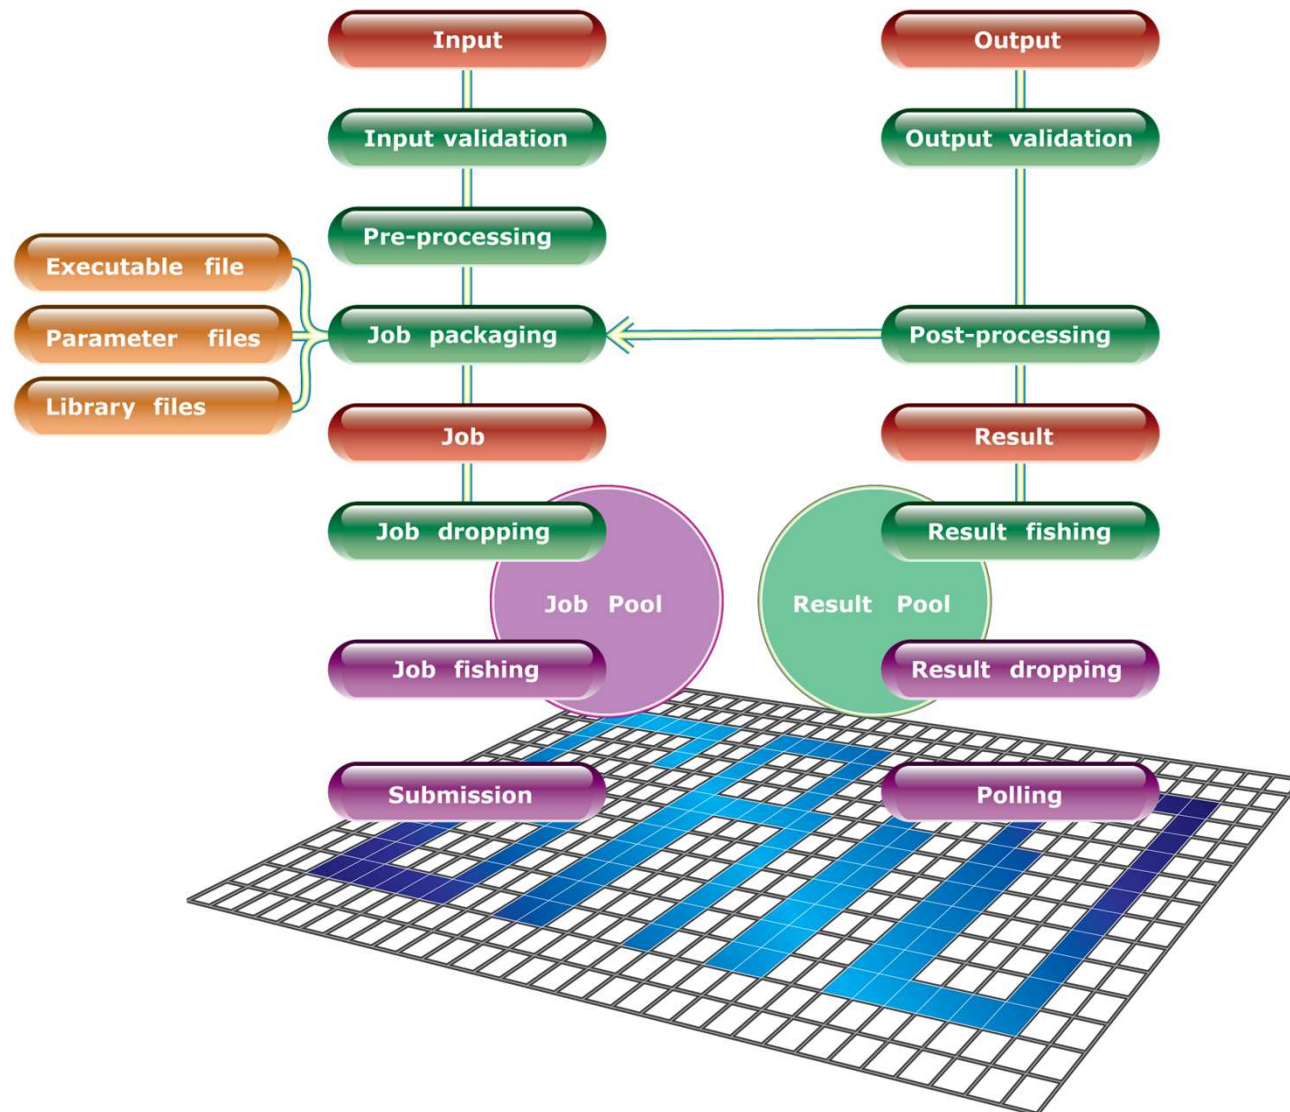 Input
Output
Input validation
Output validation
Pre-processing
Executable file
Parameter files
Library files
Job packaging
Post-processing
Job
Result
Job dropping
Result fishing
Job Pool
Result Pool
Job fishing
Result dropping
Submission
Polling
GRID